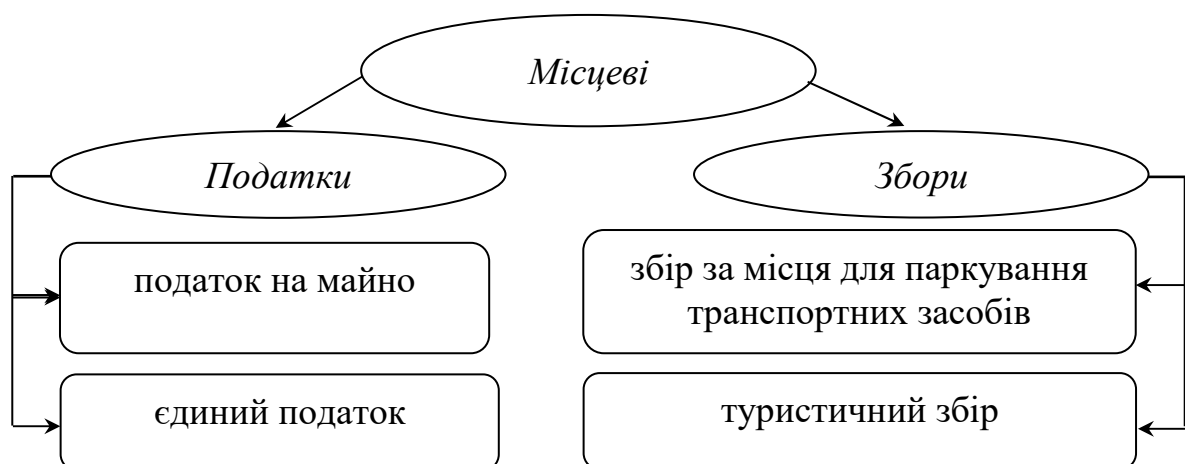 Місцеві
Податки
Збори
податок на майно
збір за місця для паркування
транспортних засобів
єдиний податок
туристичний збір